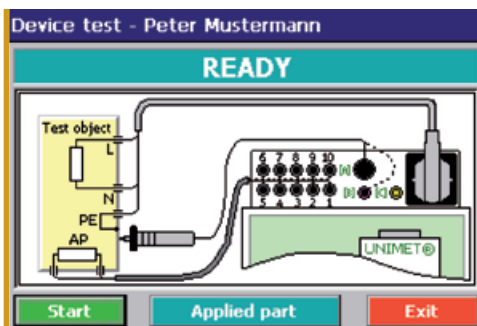 Device test - Peter Mustermann
READY
Test object
L
N
PE
AP
6 7 8 9 10
5 4 3 2 1
UNIMET®
Start Applied part Exit